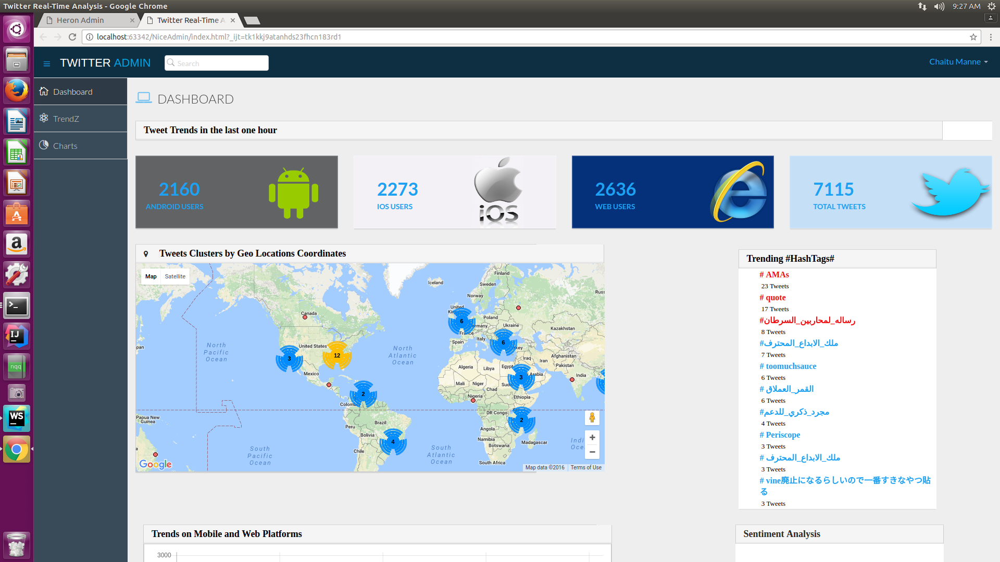 Twitter Real-Time Analysis - Google Chrome
9:27 AM
Heron Admin
Twitter Real-Time A
localhost:63342/NiceAdmin/index.html?_ijt=tk1kkj9atanhds23fhcn183rd1
TWITTER ADMIN
Search
Chaitu Manne
Dashboard
TrendZ
Charts
DASHBOARD
Tweet Trends in the last one hour
2160
ANDROID USERS
2273
IOS USERS
iOS
2636
WEB USERS
7115
TOTAL TWEETS
Tweets Clusters by Geo Locations Coordinates
Map
Satellite
Finland
Iceland
Sweden
Russ
Norway
Canada
United
Poland
6
ermany
Ukraine
Kazakhstan
France
Italy
Spain
6
key
North
Pacific
Ocean
United States
North
Atlantic
Ocean
pan
3
12
Iraq
Iran
Afghanistan
Pakistan
Algeria
Libya
Egypt
Mexico
3
Arabia
India
Mali
Niger
Chad
Sud
2
Nigeria
Ethiopia
Colom
DR Congo
2
Papua New
Guinea
Brazil
Peru
Angola
Bolivia
Namibia
Madagascar
Botswana
4
Indi
Oce
Chile
South
Pacific
Ocean
South
Atlantic
Ocean
South Africa
Google
Map data ©2016
Terms of Use
Trending #HashTags#
# AMAs
23 Tweets
# quote
17 Tweets
#رساله_لمحاربين_السرطان
8 Tweets
#ملك_الابداع_المحترف
7 Tweets
# toomuchsauce
6 Tweets
# القمر_العملاق
6 Tweets
#مجرد_ذكري_للدعم
4 Tweets
# Periscope
3 Tweets
# ملك_الابداع_المحترف
3 Tweets
# vine廃止になるらしいので一番すきなやつ貼
る
3 Tweets
Trends on Mobile and Web Platforms
3000
Sentiment Analysis
IJ
nqq
WS